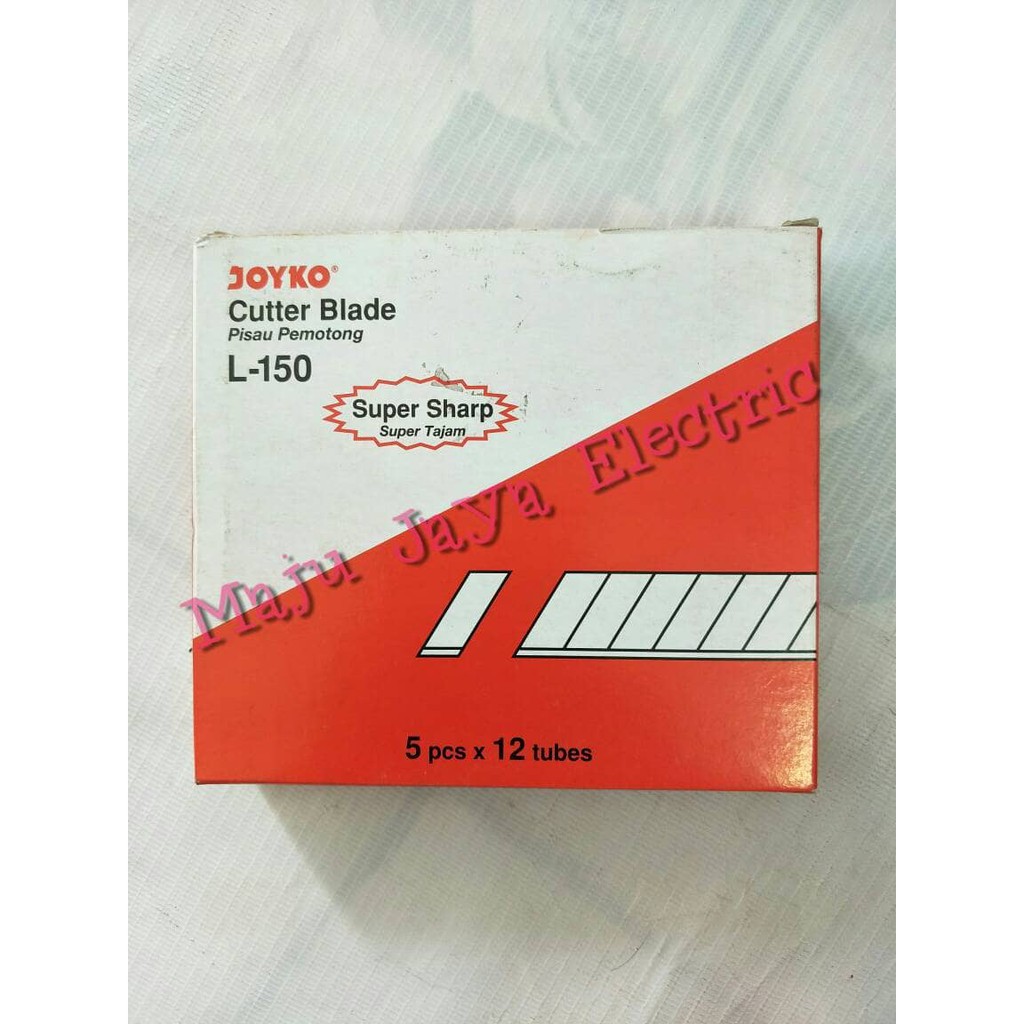 JOYKO®
Cutter Blade
Pisau Pemotong
L-150
Super Sharp
Super Tajam
Maju JaYa Electric
5 pcs x 12 tubes